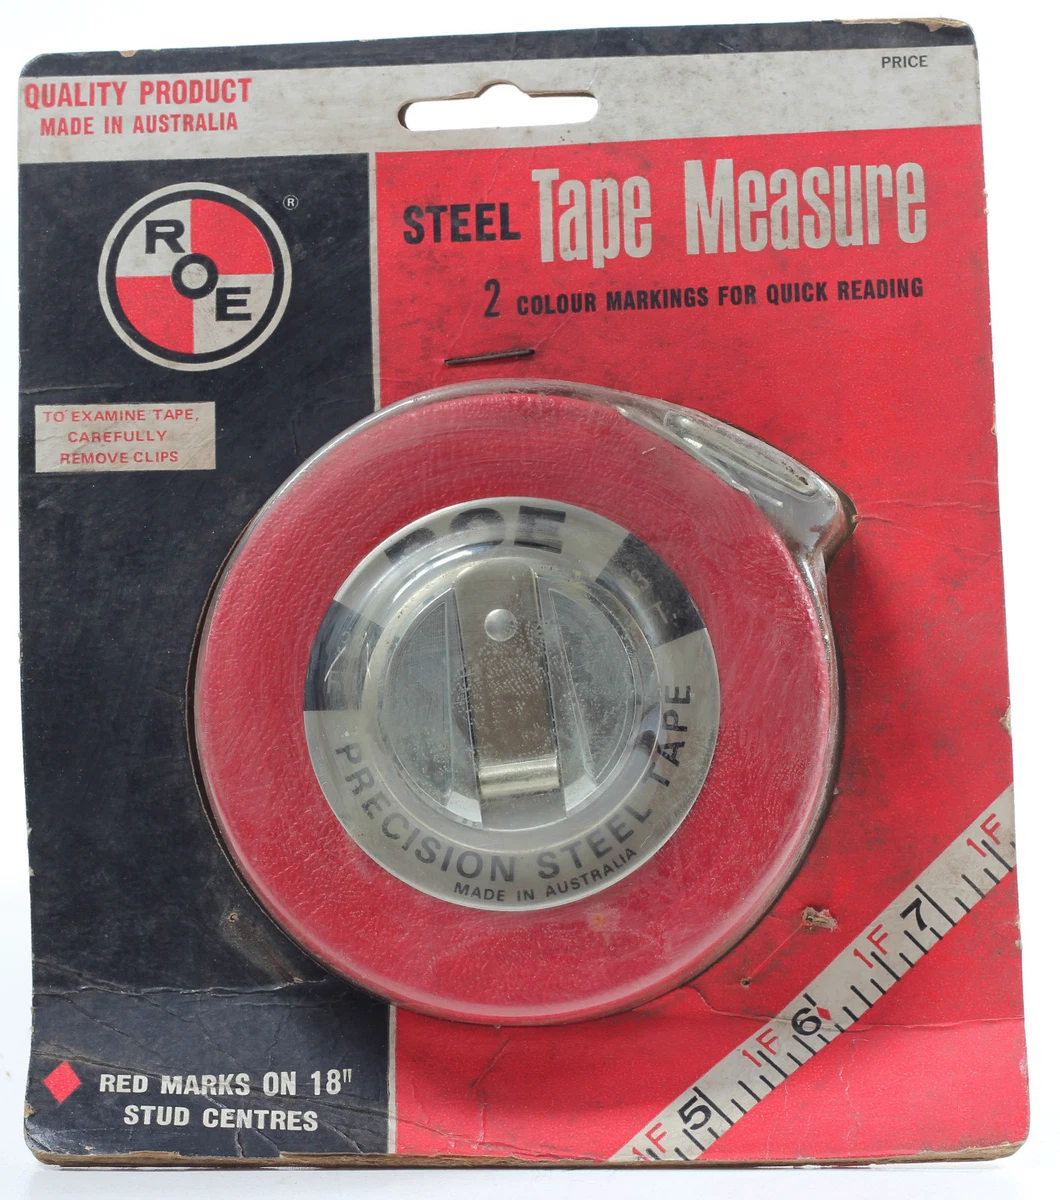 PRICE
QUALITY PRODUCT
MADE IN AUSTRALIA
ROE
®
STEEL Tape Measure
2 COLOUR MARKINGS FOR QUICK READING
TO EXAMINE TAPE,
CAREFULLY
REMOVE CLIPS
ROE
PRECISION STEEL TAPE
MADE IN AUSTRALIA
1F 5 1F 6 1F 7 1F
RED MARKS ON 18"
STUD CENTRES